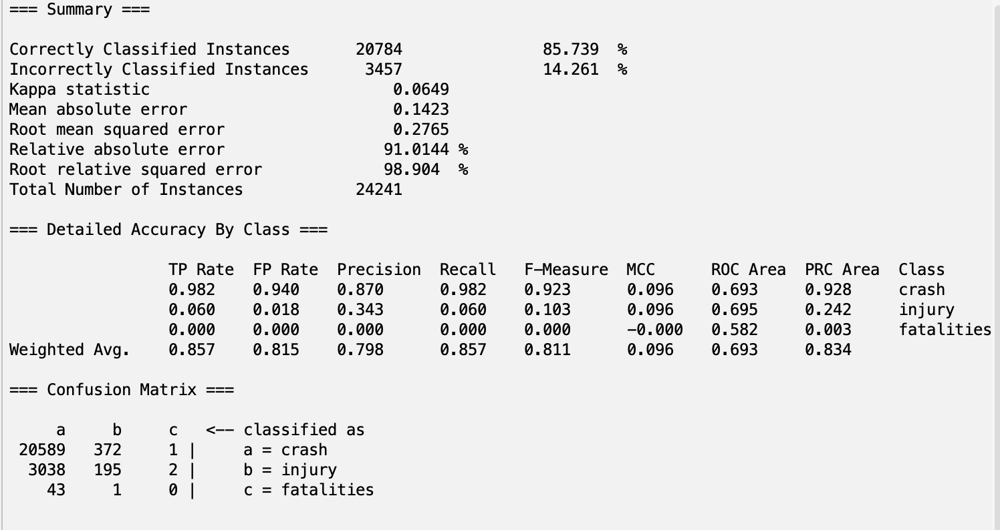 === Summary ===
Correctly Classified Instances 20784 85.739 %
Incorrectly Classified Instances 3457 14.261 %
Kappa statistic 0.0649
Mean absolute error 0.1423
Root mean squared error 0.2765
Relative absolute error 91.0144 %
Root relative squared error 98.904 %
Total Number of Instances 24241
=== Detailed Accuracy By Class ===
TP Rate FP Rate Precision Recall F-Measure MCC ROC Area PRC Area Class
0.982 0.940 0.870 0.982 0.923 0.096 0.693 0.928 crash
0.060 0.018 0.343 0.060 0.103 0.096 0.695 0.242 injury
0.000 0.000 0.000 0.000 0.000 -0.000 0.582 0.003 fatalities
Weighted Avg. 0.857 0.815 0.798 0.857 0.811 0.096 0.693 0.834
=== Confusion Matrix ===
a b c <-- classified as
20589 372 1 | a = crash
3038 195 2 | b = injury
43 1 0 | c = fatalities